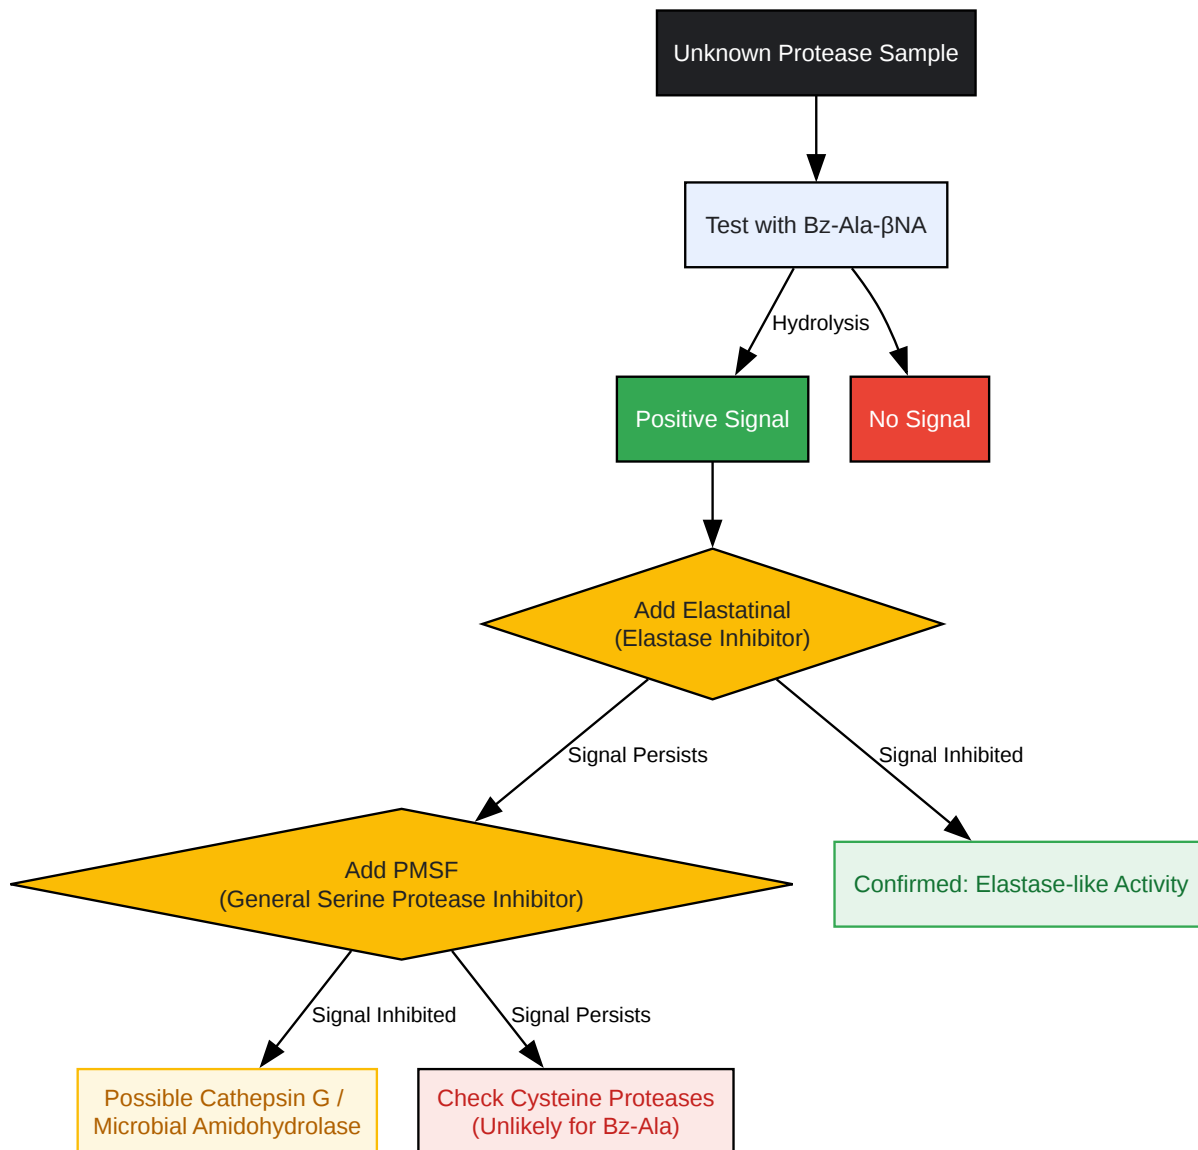 Unknown Protease Sample
Test with Bz-Ala-βNA
Hydrolysis
Positive Signal
No Signal
Add Elastatinal
(Elastase Inhibitor)
Signal Persists
Signal Inhibited
Add PMSF
(General Serine Protease Inhibitor)
Confirmed: Elastase-like Activity
Signal Inhibited
Signal Persists
Possible Cathepsin G /
Microbial Amidohydrolase
Check Cysteine Proteases
(Unlikely for Bz-Ala)